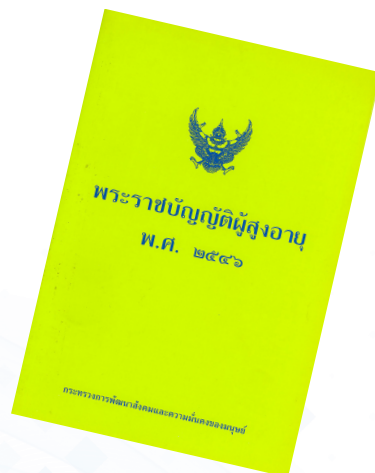 พระราชบัญญัติผู้สูงอายุ
พ.ศ. ๒๕๔๖
กระทรวงการพัฒนาสังคมและความมั่นคงของมนุษย์